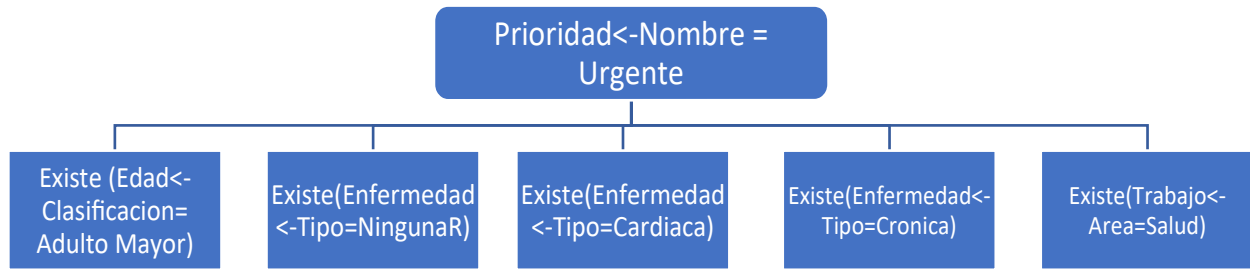 Prioridad<-Nombre =
Urgente
Existe (Edad<-
Clasificacion=
Adulto Mayor)
Existe(Enfermedad
<-Tipo=NingunaR)
Existe(Enfermedad
<-Tipo=Cardiaca)
Existe(Enfermedad<-
Tipo=Cronica)
Existe(Trabajo<-
Area=Salud)